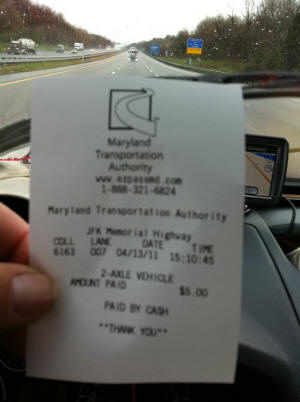 Maryland
Transportation
Authority
www.ezpassmd.com
1-888-321-6824
Maryland Transportation Authority
JFK Memorial Highway
COLL LANE DATE TIME
6163 007 04/13/11 15:10:45
2-AXLE VEHICLE
AMOUNT PAID $5.00
PAID BY CASH
**THANK YOU**